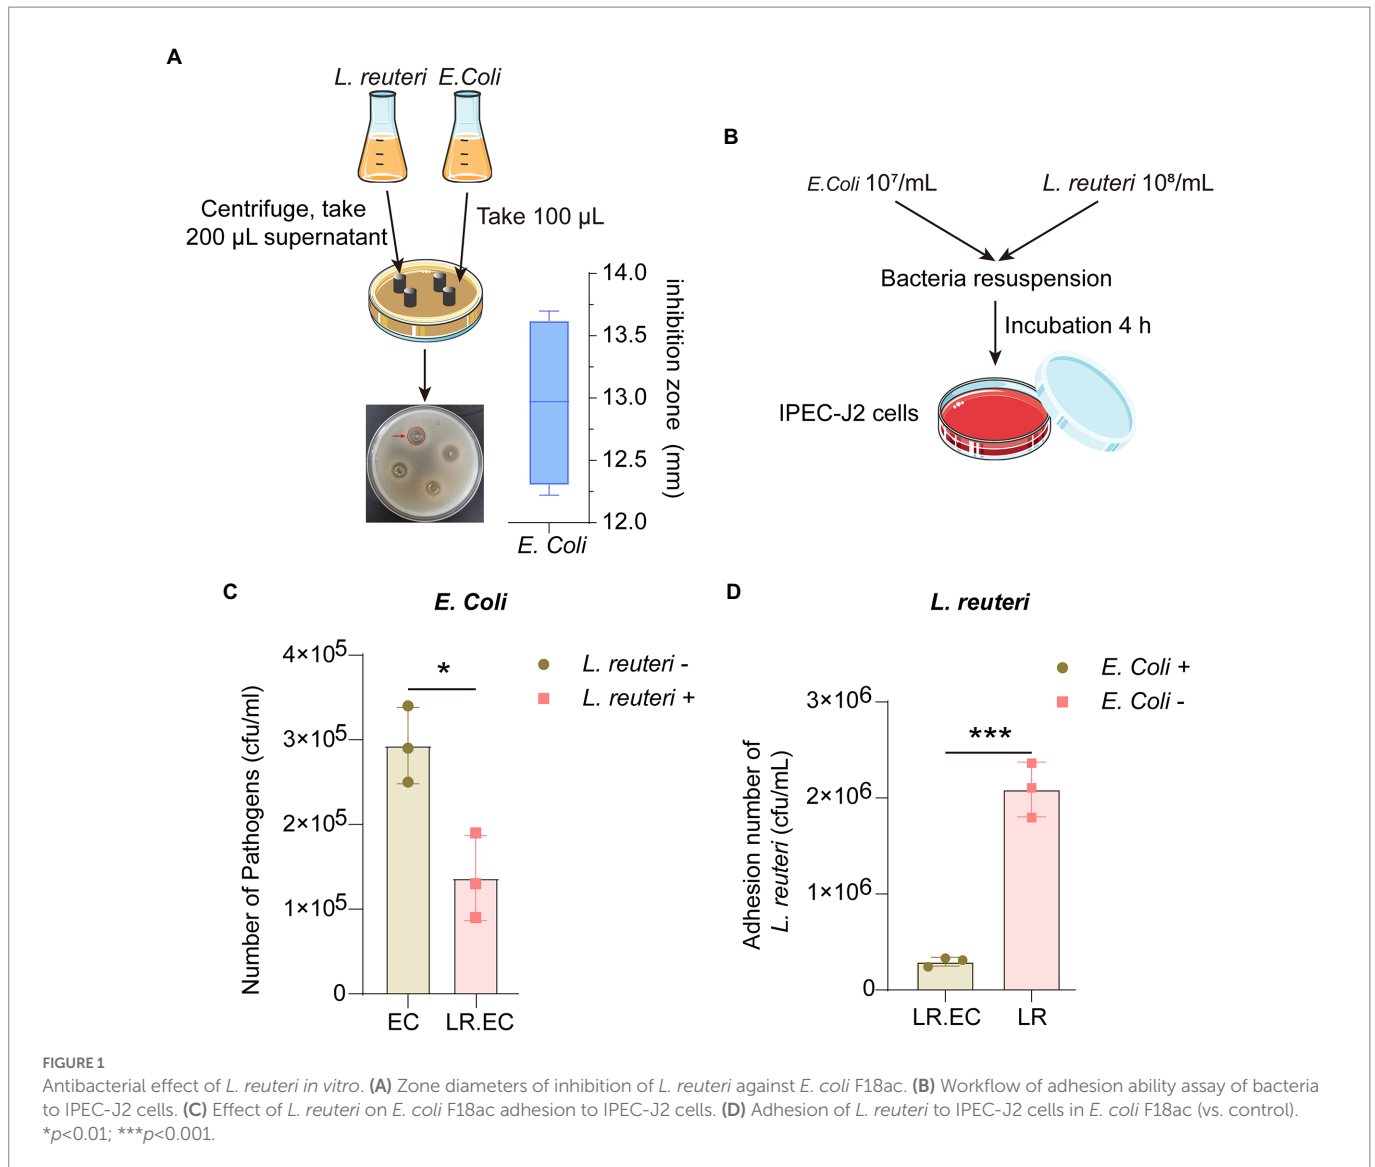 A
L. reuteri E.Coli
Centrifuge, take
200 µL supernatant
Take 100 µL
14.0
13.5
13.0
12.5
12.0
inhibition zone (mm)
E. Coli
B
E.Coli 10⁷/mL
L. reuteri 10⁸/mL
Bacteria resuspension
Incubation 4 h
IPEC-J2 cells
C
E. Coli
Number of Pathogens (cfu/ml)
4×10⁵
3×10⁵
2×10⁵
1×10⁵
0
*
L. reuteri -
L. reuteri +
EC
LR.EC
D
L. reuteri
Adhesion number of
L. reuteri (cfu/mL)
3×10⁶
2×10⁶
1×10⁶
0
***
E. Coli +
E. Coli -
LR.EC
LR
FIGURE 1
Antibacterial effect of L. reuteri in vitro. (A) Zone diameters of inhibition of L. reuteri against E. coli F18ac. (B) Workflow of adhesion ability assay of bacteria
to IPEC-J2 cells. (C) Effect of L. reuteri on E. coli F18ac adhesion to IPEC-J2 cells. (D) Adhesion of L. reuteri to IPEC-J2 cells in E. coli F18ac (vs. control).
*p<0.01; ***p<0.001.